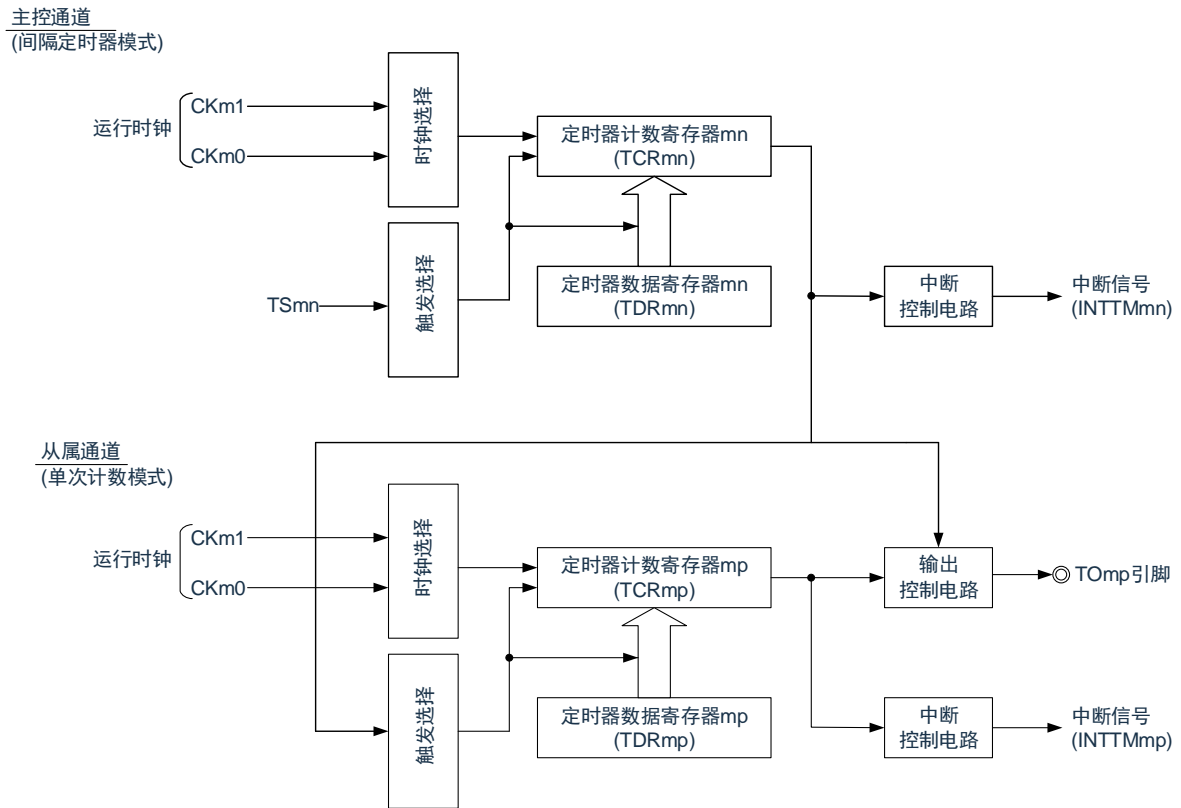 主控通道
(间隔定时器模式)
运行时钟
CKm1
CKm0
时钟选择
定时器计数寄存器mn
(TCRmn)
TSmn
触发选择
定时器数据寄存器mn
(TDRmn)
中断
控制电路
中断信号
(INTTMmn)
从属通道
(单次计数模式)
运行时钟
CKm1
CKm0
时钟选择
定时器计数寄存器mp
(TCRmp)
输出
控制电路
TOmp引脚
触发选择
定时器数据寄存器mp
(TDRmp)
中断
控制电路
中断信号
(INTTMmp)